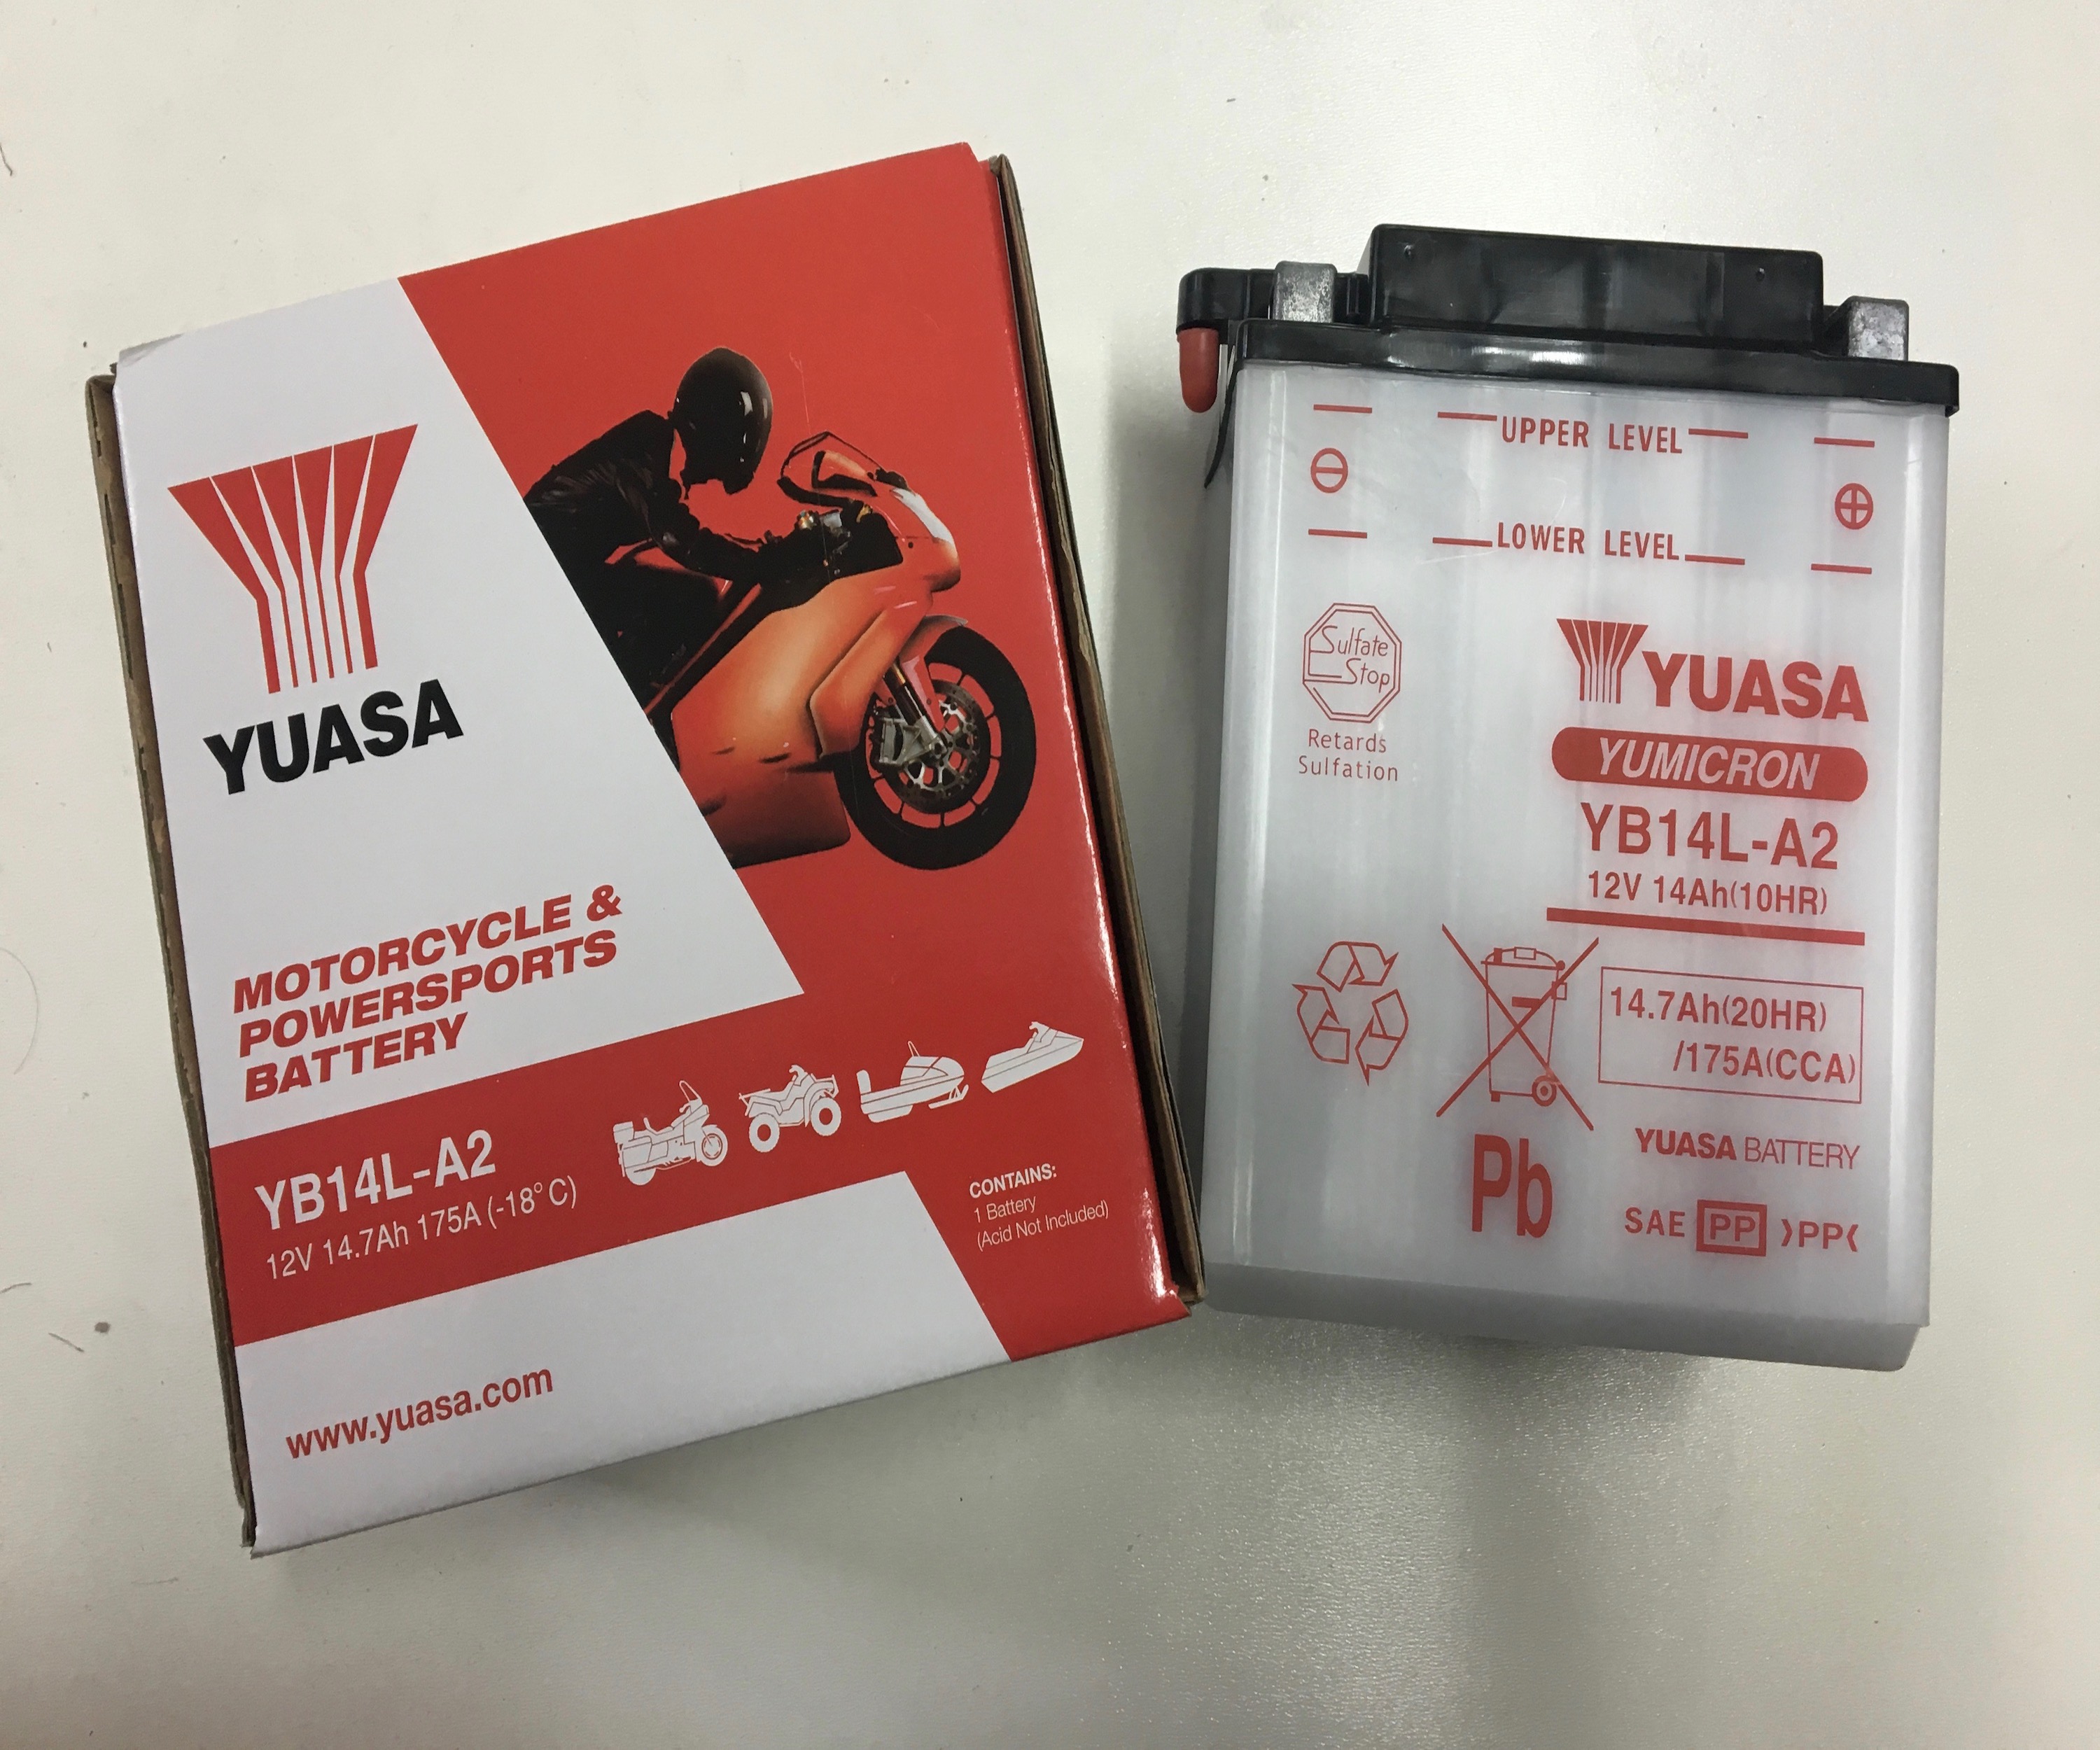 YUASA
MOTORCYCLE &
POWERSPORTS
BATTERY
YB14L-A2
12V 14.7Ah 175A (-18°C)
CONTAINS:
1 Battery
(Acid Not Included)
www.yuasa.com
UPPER LEVEL
⊖ ⊕
LOWER LEVEL
Sulfate
Stop
Retards
Sulfation
YUASA
YUMICRON
YB14L-A2
12V 14Ah(10HR)
14.7Ah(20HR)
/175A(CCA)
Pb
YUASA BATTERY
SAE PP >PP<